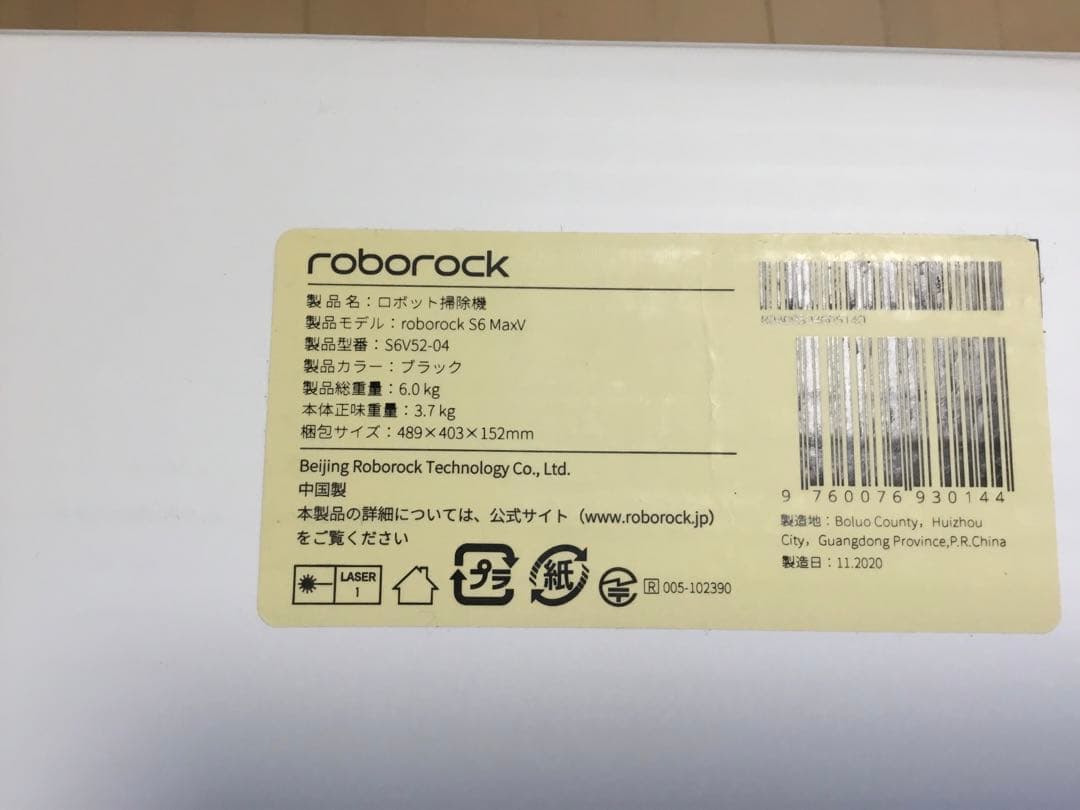 roborock
製品名：ロボット掃除機
製品モデル：roborock S6 MaxV
製品型番：S6V52-04
製品カラー：ブラック
製品総重量：6.0 kg
本体正味重量：3.7 kg
梱包サイズ：489×403×152mm
Beijing Roborock Technology Co., Ltd.
中国製
本製品の詳細については、公式サイト（www.roborock.jp）
をご覧ください
LASER
1
プラ
紙
R 005-102390
9 760076 930144
製造地：Boluo County，Huizhou
City，Guangdong Province,P.R.China
製造日：11.2020